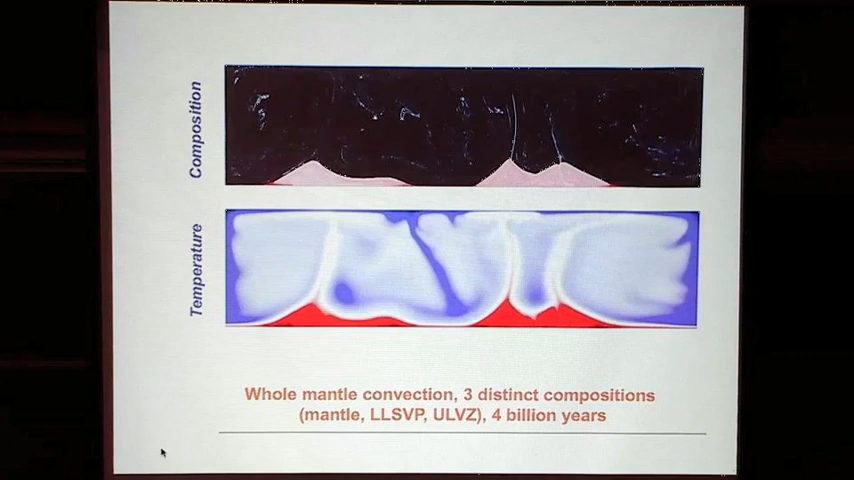 Composition
Temperature
Whole mantle convection, 3 distinct compositions
(mantle, LLSVP, ULVZ), 4 billion years